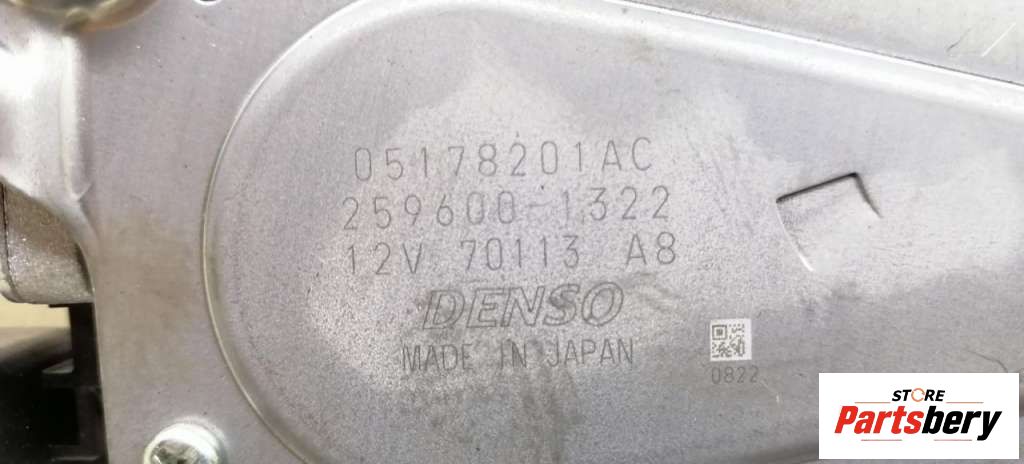 05178201AC
259600-1322
12V 70113 A8
DENSO
MADE IN JAPAN
0822
STORE
Partsbery